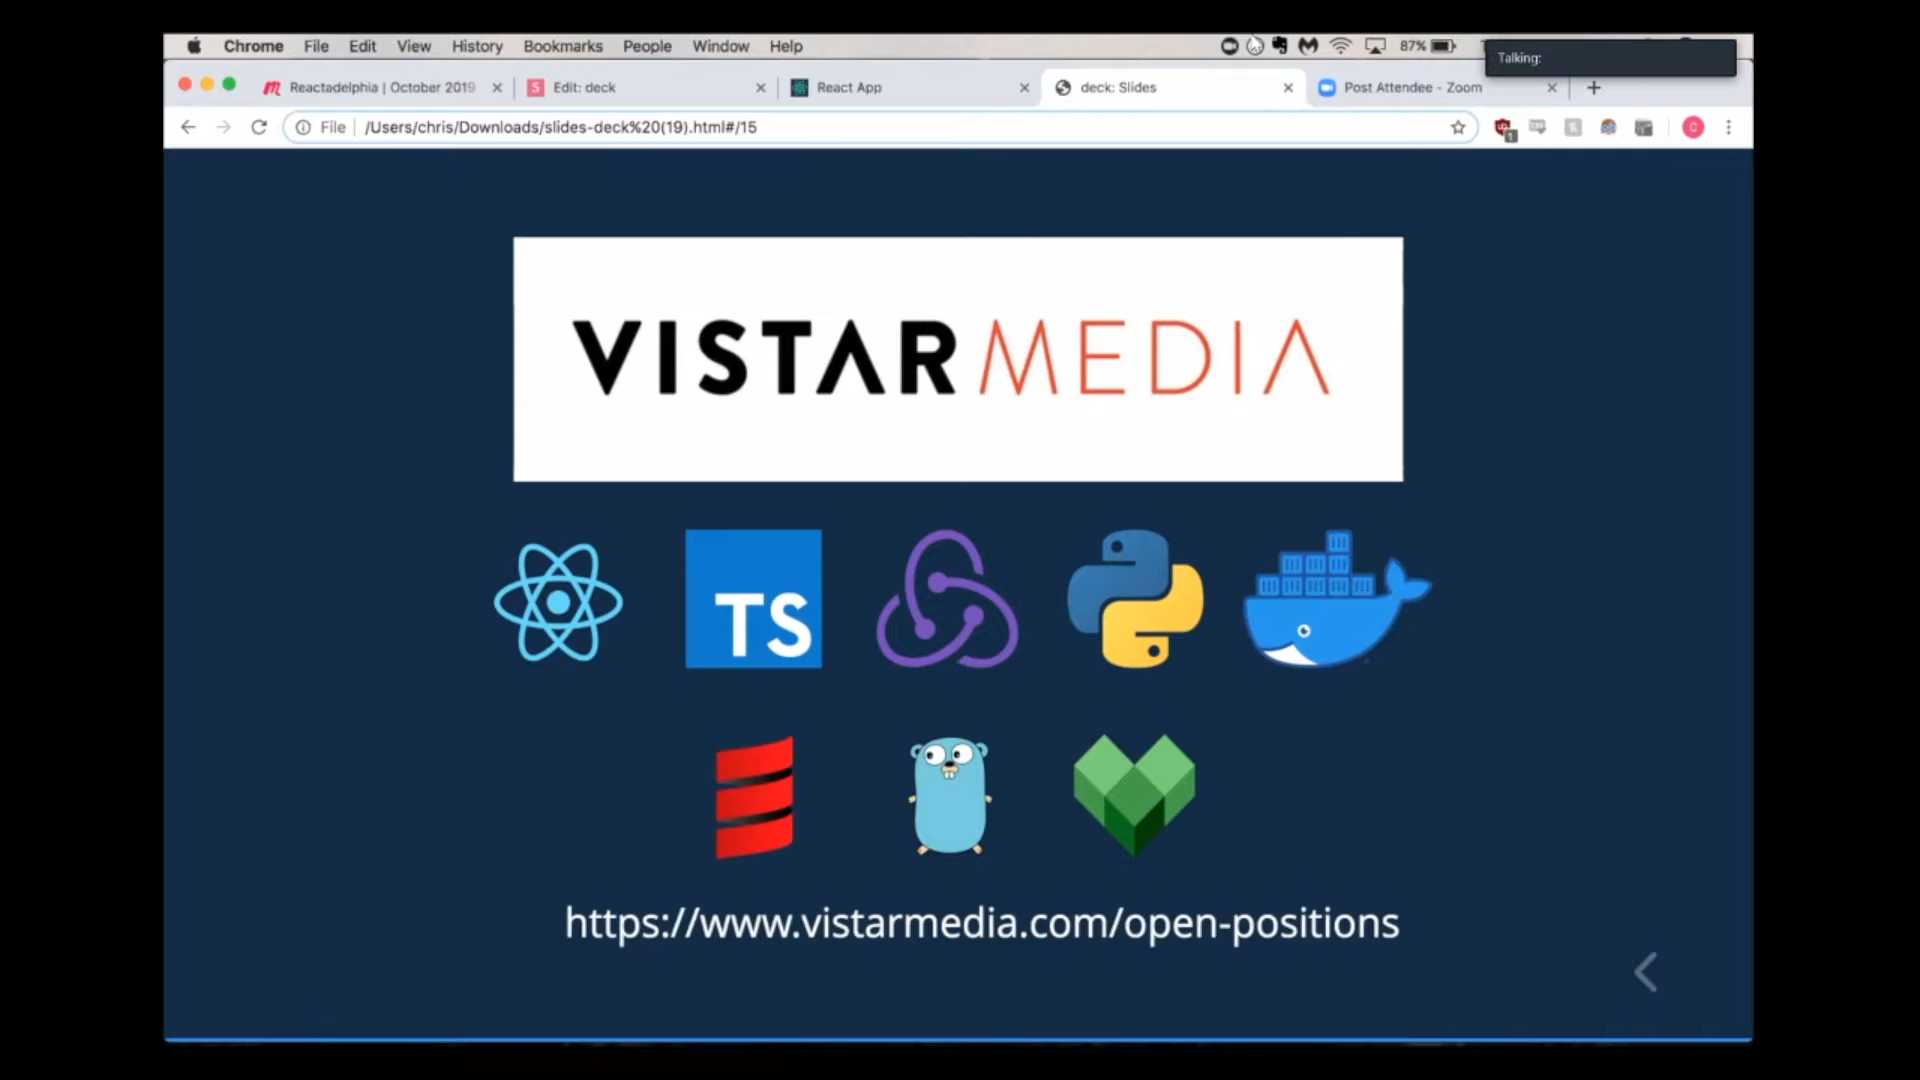 Chrome File Edit View History Bookmarks People Window Help 87%
Talking:
Reactadelphia | October 2019 Edit: deck React App deck: Slides Post Attendee - Zoom
File /Users/chris/Downloads/slides-deck%20(19).html#/15
VISTAR MEDIA
TS
https://www.vistarmedia.com/open-positions